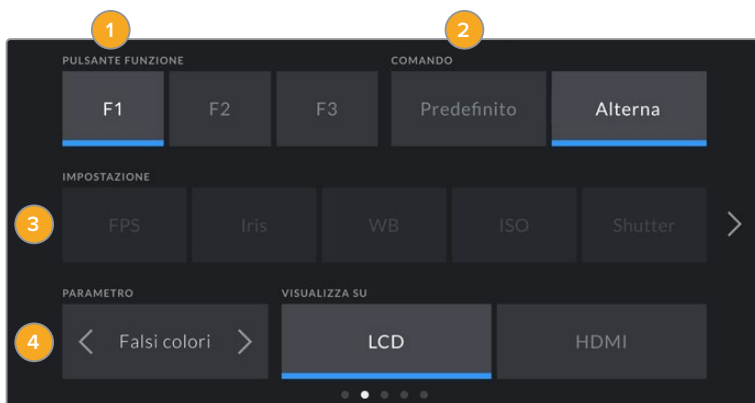 1 2
PULSANTE FUNZIONE COMANDO
F1 F2 F3 Predefinito Alterna
IMPOSTAZIONE
3 FPS Iris WB ISO Shutter
PARAMETRO VISUALIZZA SU
4 Falsi colori LCD HDMI